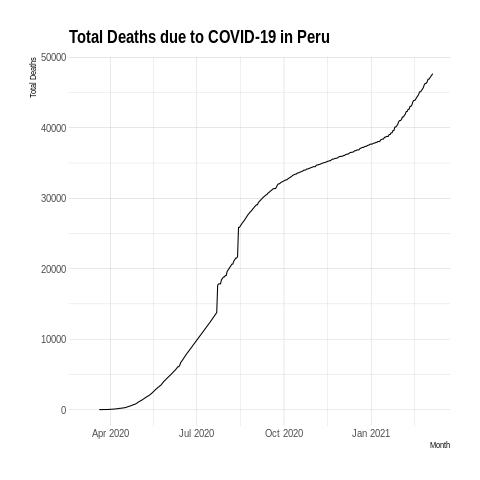 Total Deaths due to COVID-19 in Peru
Total Deaths
50000
40000
30000
20000
10000
0
Apr 2020 Jul 2020 Oct 2020 Jan 2021
Month